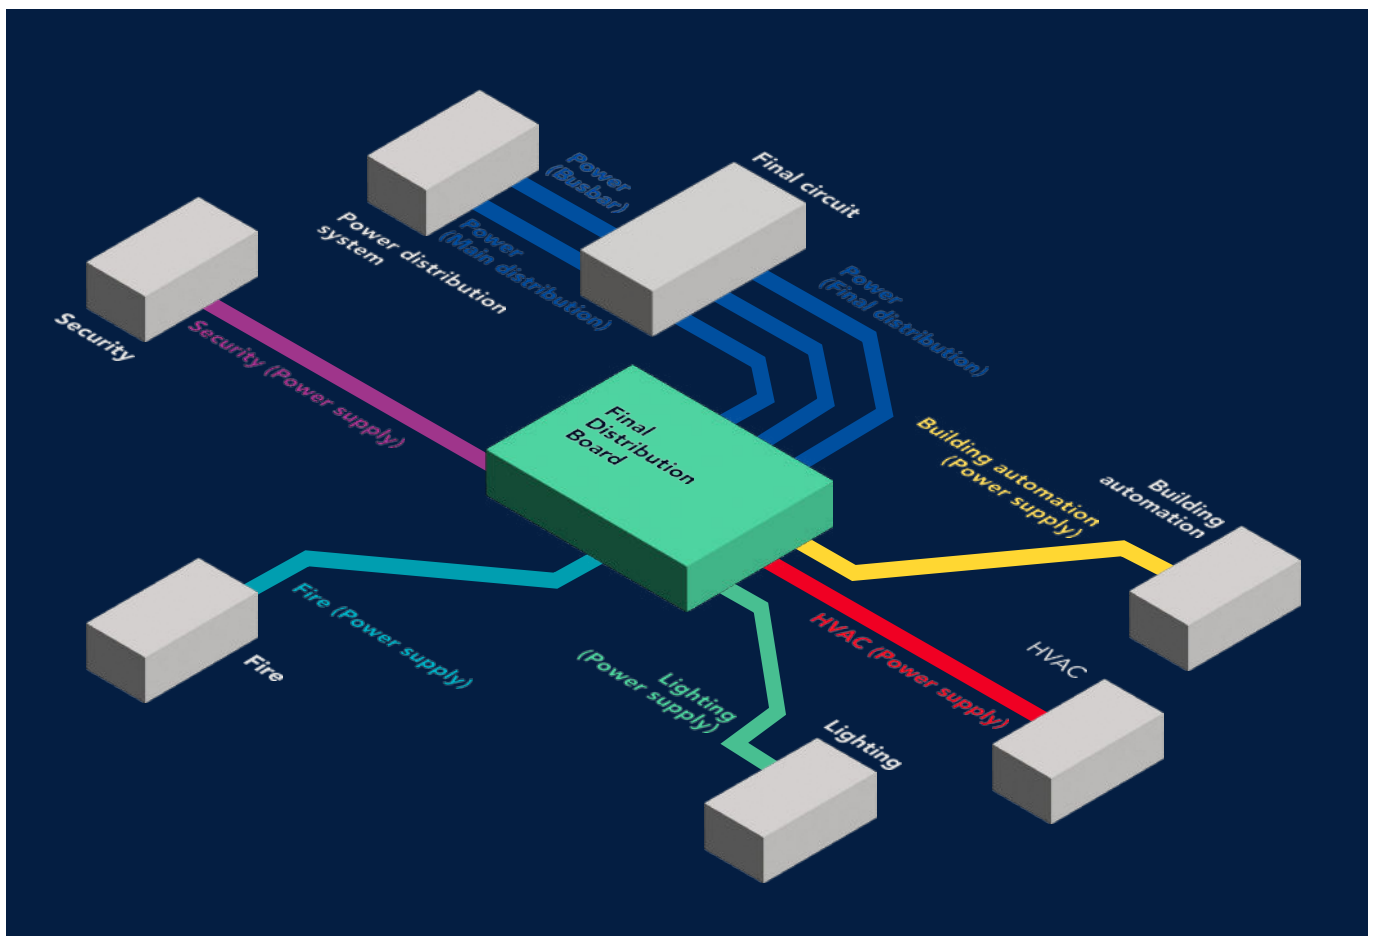 Power
(Busbar)
Final circuit
Power distribution
system
Power
(Main distribution)
Power
(Final distribution)
Security
Security (Power supply)
Final
Distribution
Board
Building automation
(Power supply)
Building
automation
Fire (Power supply)
Fire
HVAC (Power supply)
HVAC
Lighting
(Power supply)
Lighting